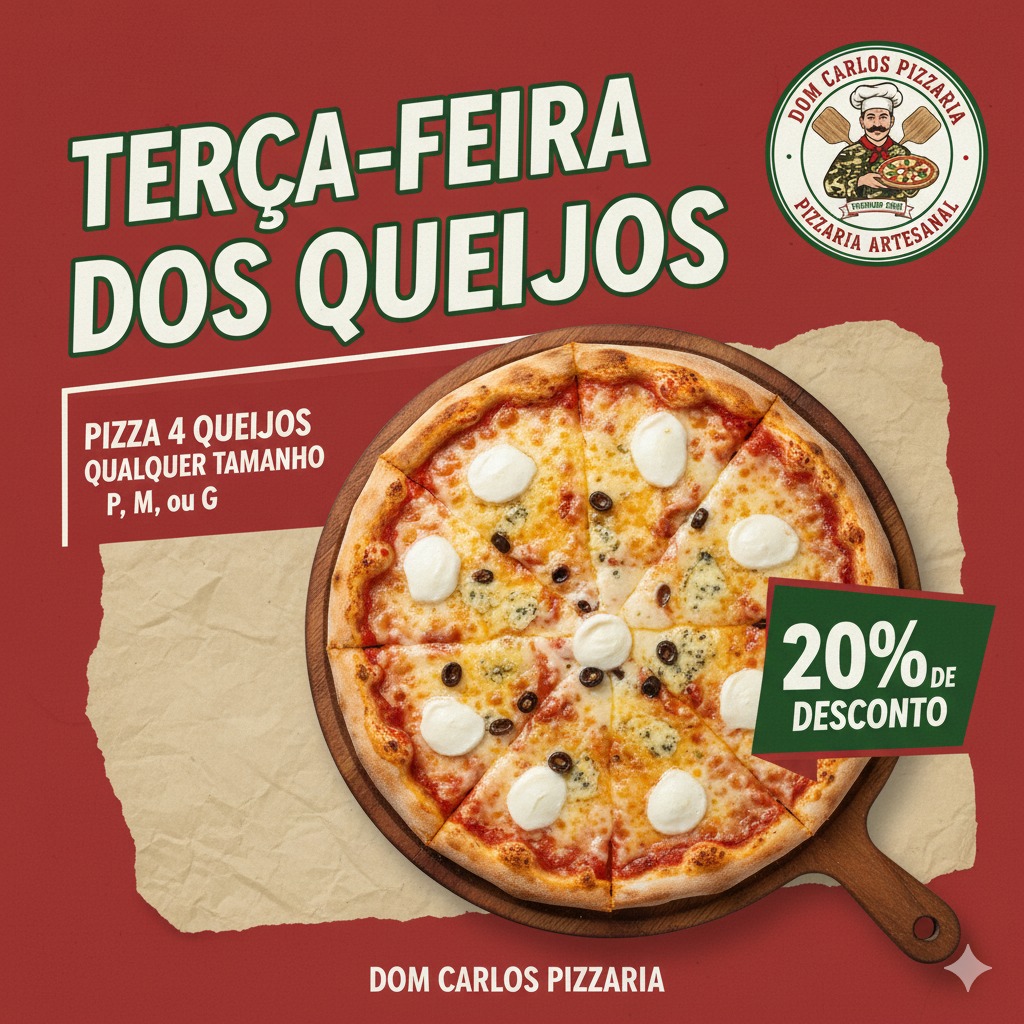 TERÇA-FEIRA
DOS QUEIJOS
DOM CARLOS PIZZARIA
PIZZARIA ARTESANAL
PIZZA 4 QUEIJOS
QUALQUER TAMANHO
P, M, ou G
20% DE
DESCONTO
DOM CARLOS PIZZARIA